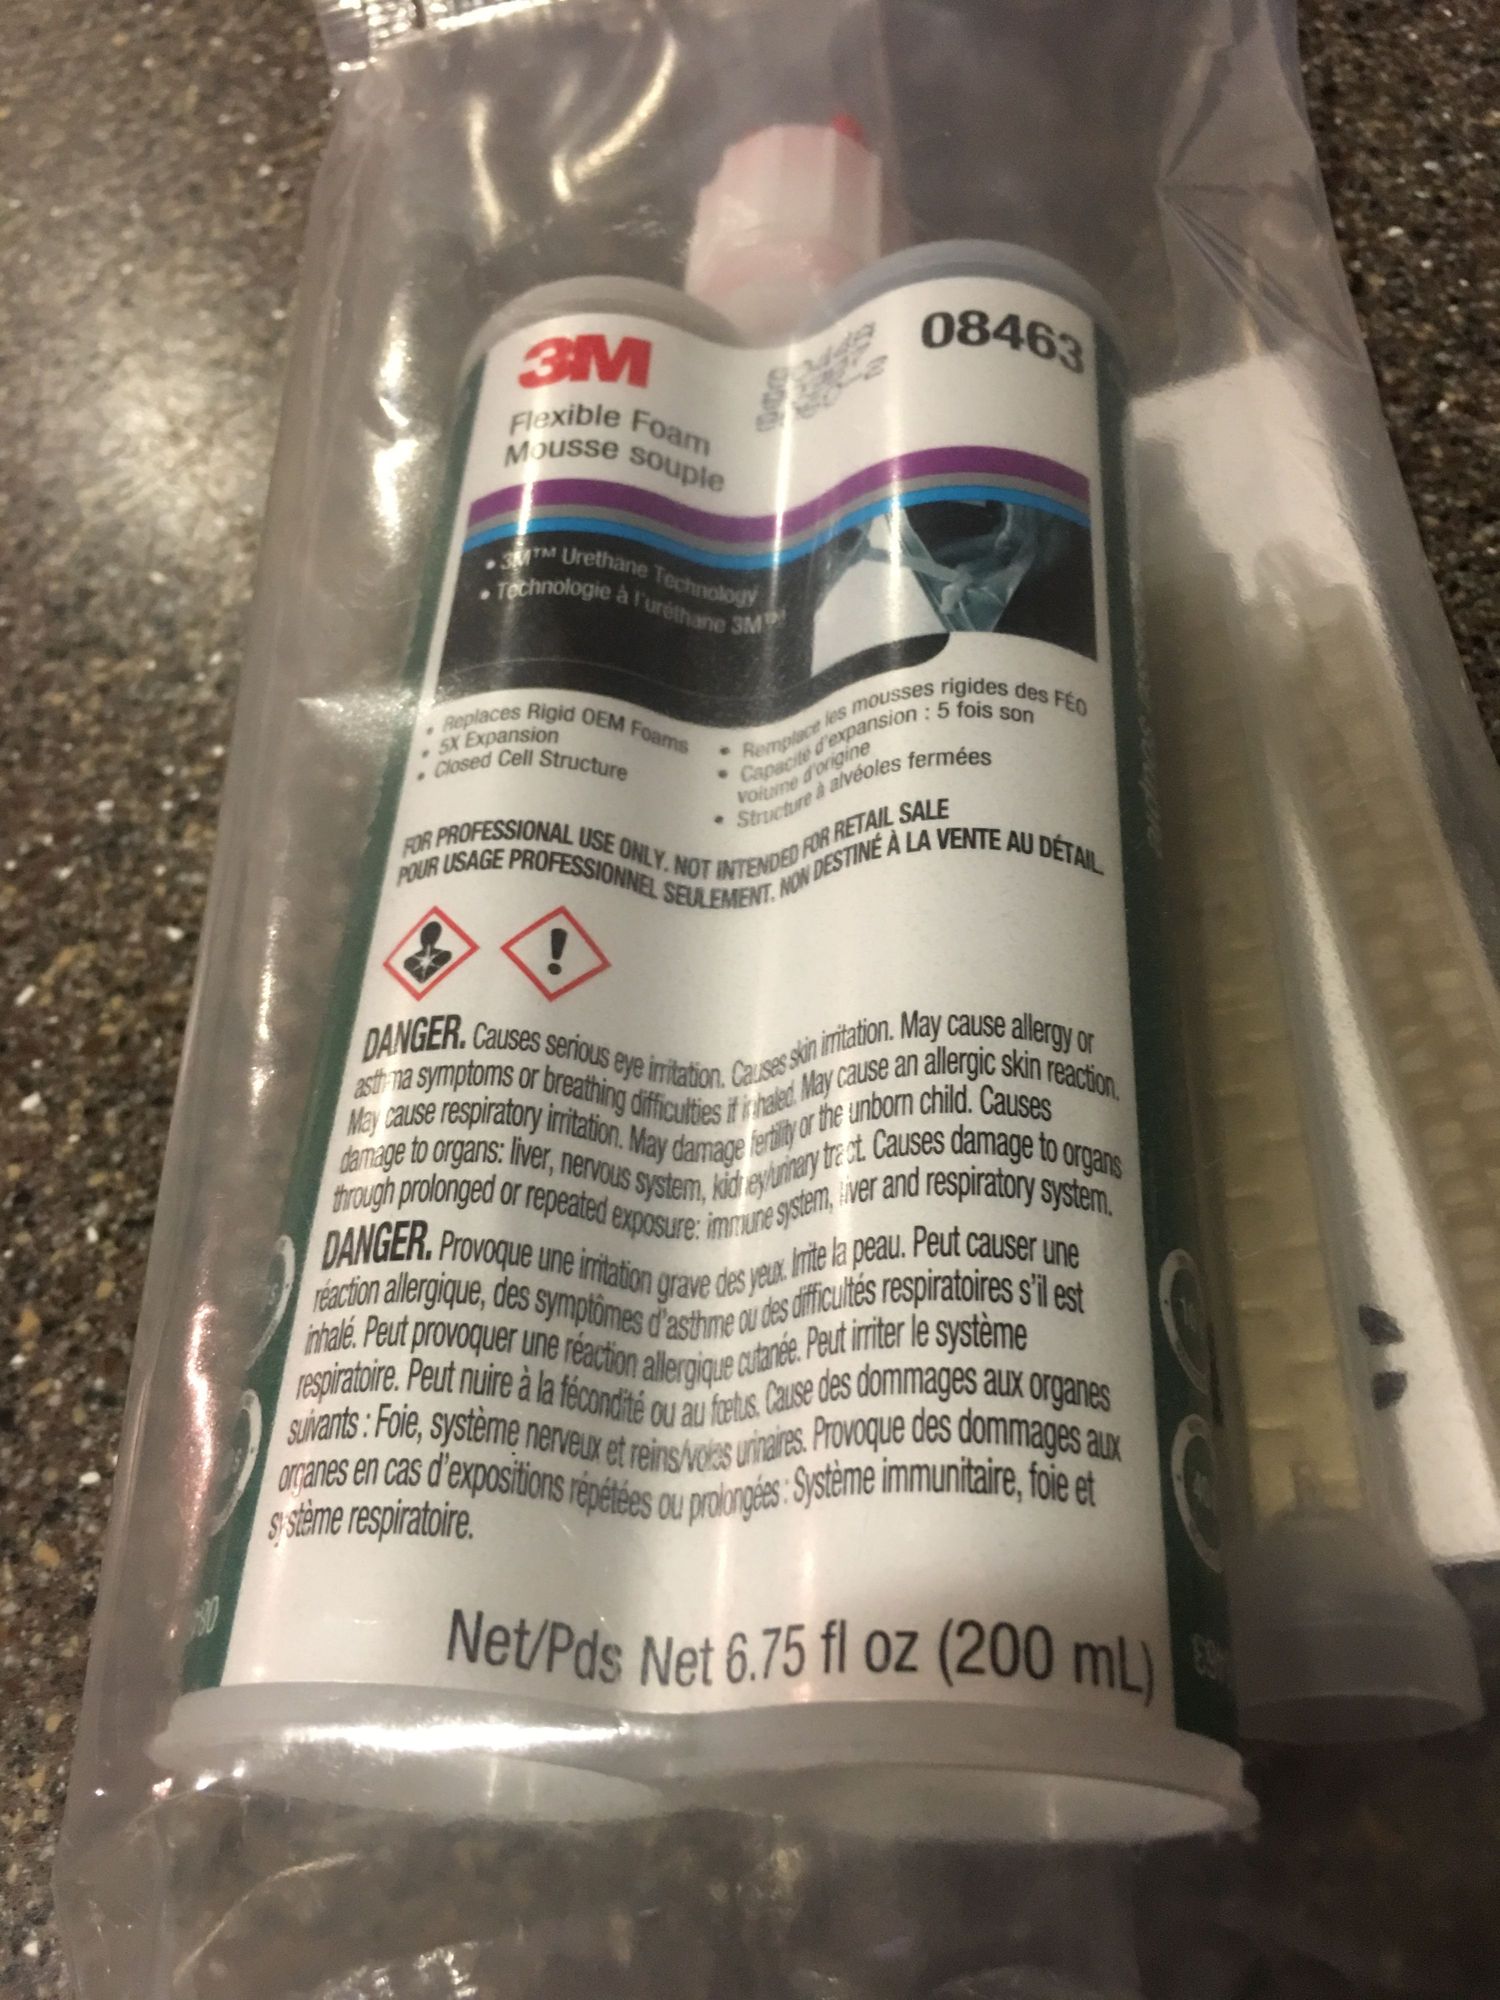 3M
08463
Flexible Foam
Mousse souple
• 3M™ Urethane Technology
• Technologie à l'uréthane 3M™
• Replaces Rigid OEM Foams
• 5X Expansion
• Closed Cell Structure
• Remplace les mousses rigides des FÉO
• Capacité d'expansion : 5 fois son
volume d'origine
• Structure à alvéoles fermées
FOR PROFESSIONAL USE ONLY. NOT INTENDED FOR RETAIL SALE
POUR USAGE PROFESSIONNEL SEULEMENT. NON DESTINÉ À LA VENTE AU DÉTAIL.
DANGER. Causes serious eye irritation. Causes skin irritation. May cause allergy or
asthma symptoms or breathing difficulties if inhaled. May cause an allergic skin reaction.
May cause respiratory irritation. May damage fertility or the unborn child. Causes
damage to organs: liver, nervous system, kidney/urinary tract. Causes damage to organs
through prolonged or repeated exposure: immune system, liver and respiratory system.
DANGER. Provoque une irritation grave des yeux. Irrite la peau. Peut causer une
réaction allergique, des symptômes d'asthme ou des difficultés respiratoires s'il est
inhalé. Peut provoquer une réaction allergique cutanée. Peut irriter le système
respiratoire. Peut nuire à la fécondité ou au fœtus. Cause des dommages aux organes
suivants : Foie, système nerveux et reins/voies urinaires. Provoque des dommages aux
organes en cas d'expositions répétées ou prolongées : Système immunitaire, foie et
système respiratoire.
Net/Pds Net 6.75 fl oz (200 mL)